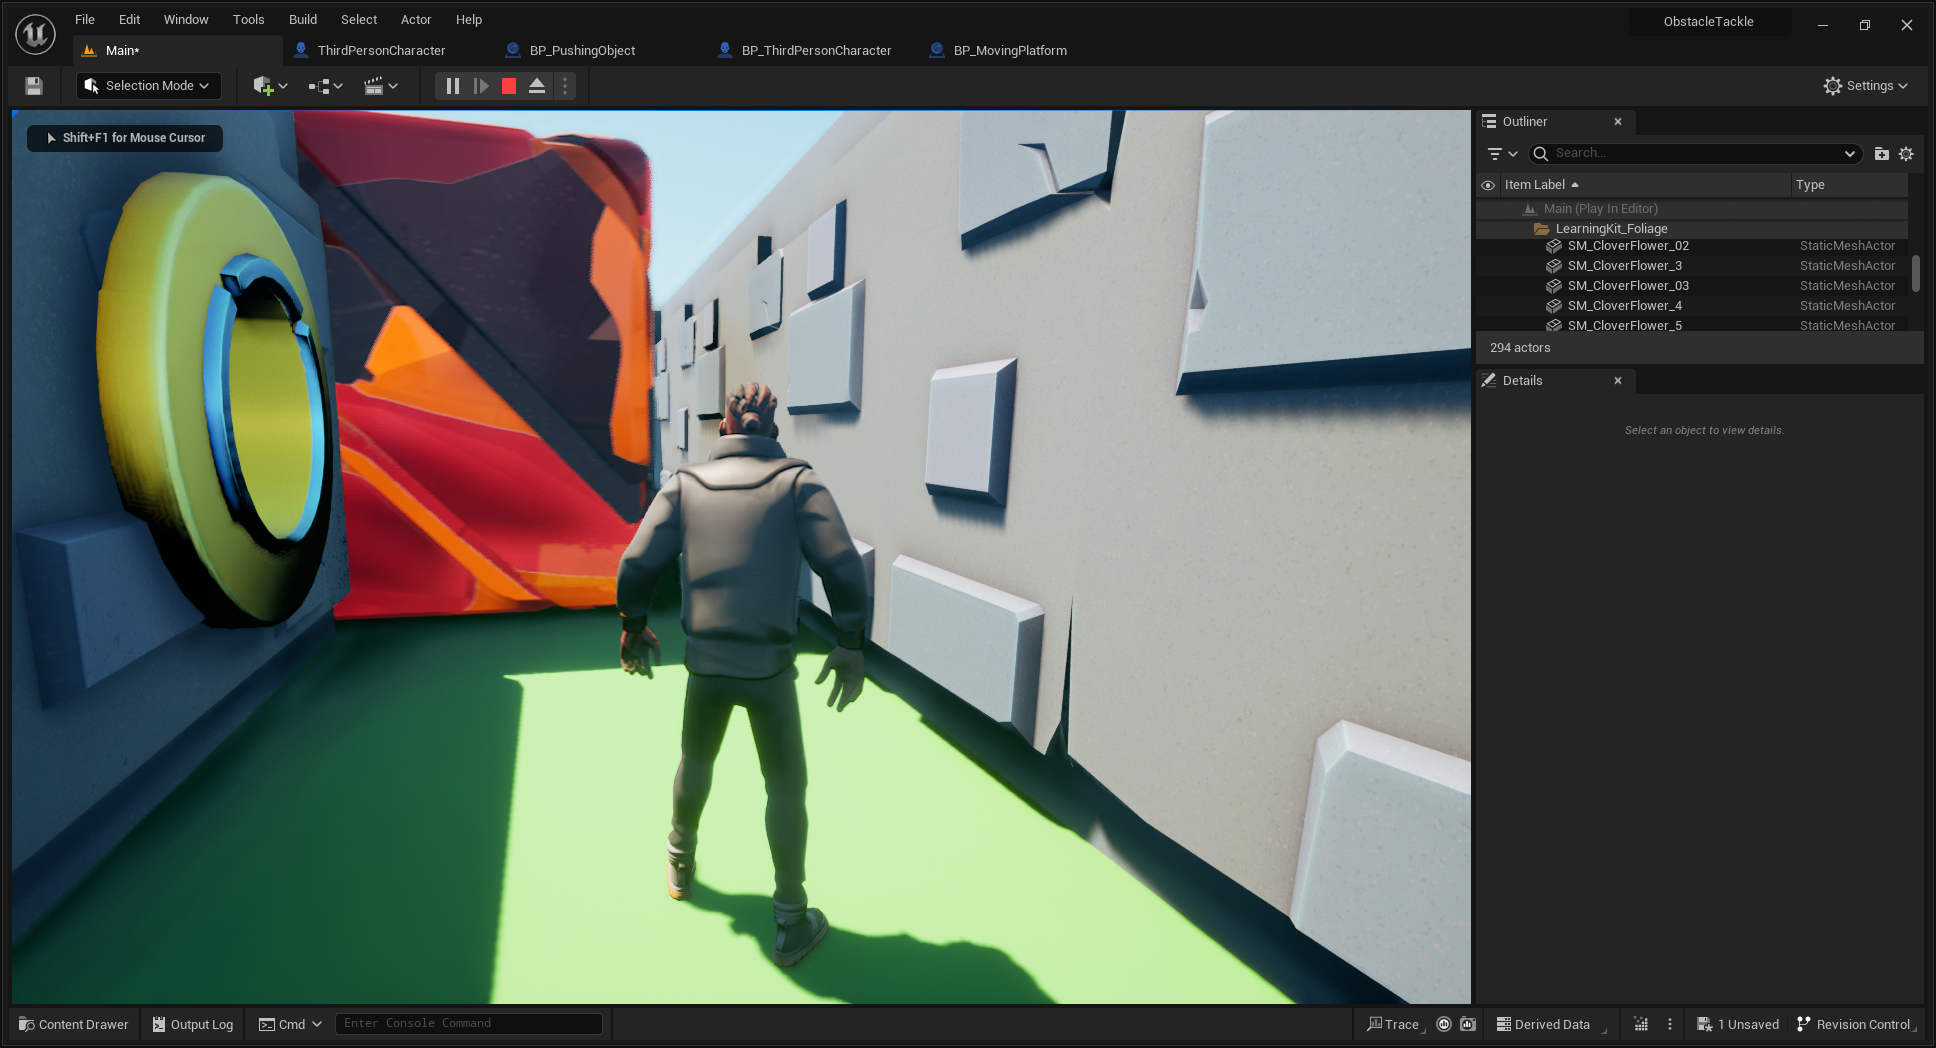 File Edit Window Tools Build Select Actor Help
ObstacleTackle
Main* ThirdPersonCharacter BP_PushingObject BP_ThirdPersonCharacter BP_MovingPlatform
Selection Mode
Settings
Shift+F1 for Mouse Cursor
Outliner
Search...
Item Label Type
Main (Play In Editor)
LearningKit_Foliage
SM_CloverFlower_02 StaticMeshActor
SM_CloverFlower_3 StaticMeshActor
SM_CloverFlower_03 StaticMeshActor
SM_CloverFlower_4 StaticMeshActor
SM_CloverFlower_5 StaticMeshActor
294 actors
Details
Select an object to view details.
Content Drawer Output Log Cmd Enter Console Command Trace Derived Data 1 Unsaved Revision Control